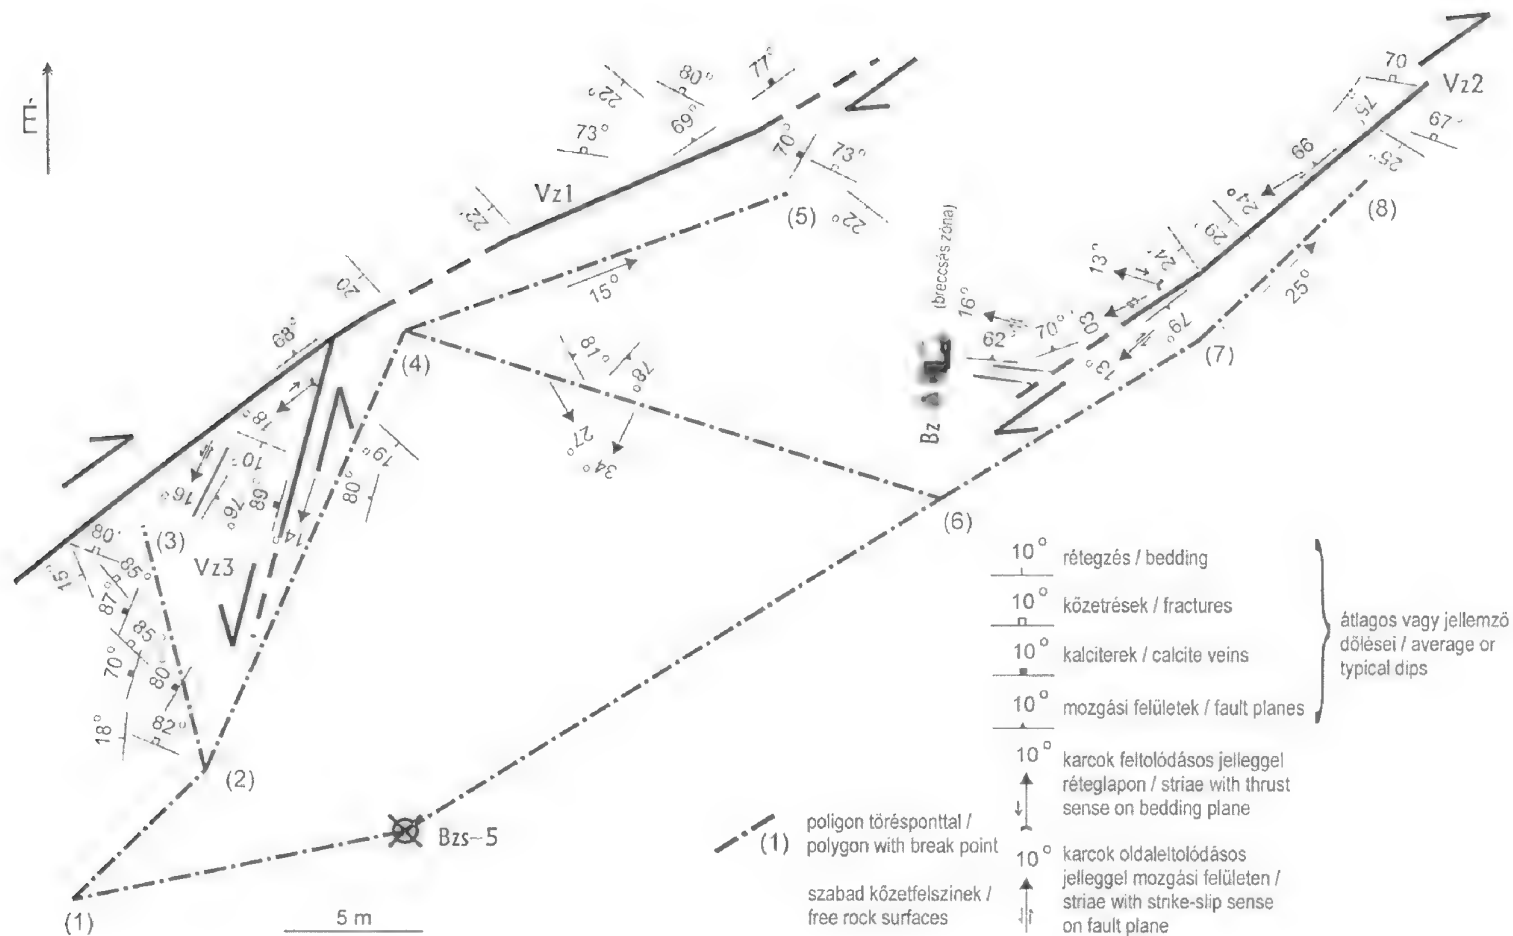 É
77°
80°
22°
69°
73°
70°
73°
22°
Vz1
22°
(5)
20
68°
15°
(4)
18°
10°
16°
76°
89°
14°
19°
80°
18°
78°
27°
34°
(3)
Vz3
80°
15°
85°
87°
85°
70°
80°
18°
82°
(2)
(1)
Bzs-5
5 m
70
Vz2
75°
67°
25°
66
24°
29°
24°
(8)
13°
(breccsás zóna)
16°
62°
70°
03
79°
13°
25°
(7)
Bz
(6)
10° rétegzés / bedding
10° kőzetrések / fractures
10° kalciterek / calcite veins
10° mozgási felületek / fault planes
átlagos vagy jellemző
dőlései / average or
typical dips
10° karcok feltolódásos jelleggel
réteglapon / striae with thrust
sense on bedding plane
10° karcok oldaleltolódásos
jelleggel mozgási felületen /
striae with strike-slip sense
on fault plane
(1) poligon törésponttal /
polygon with break point
szabad kőzetfelszínek /
free rock surfaces